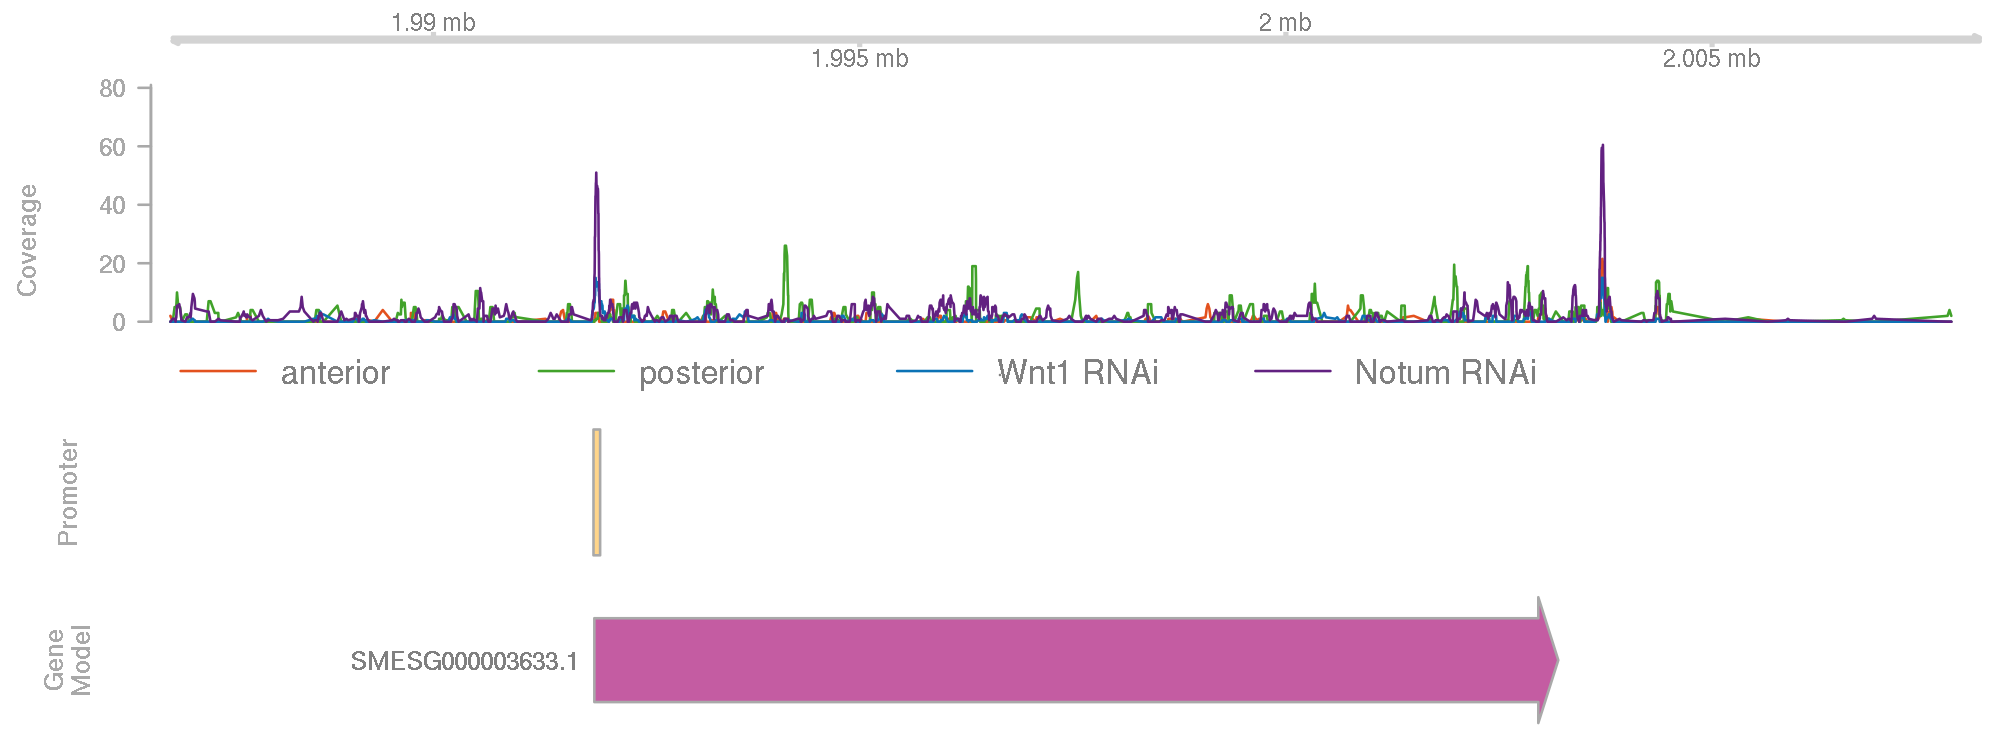 1.99 mb
2 mb
1.995 mb
2.005 mb
80
60
40
20
0
Coverage
anterior
posterior
Wnt1 RNAi
Notum RNAi
Promoter
Gene
Model
SMESG000003633.1